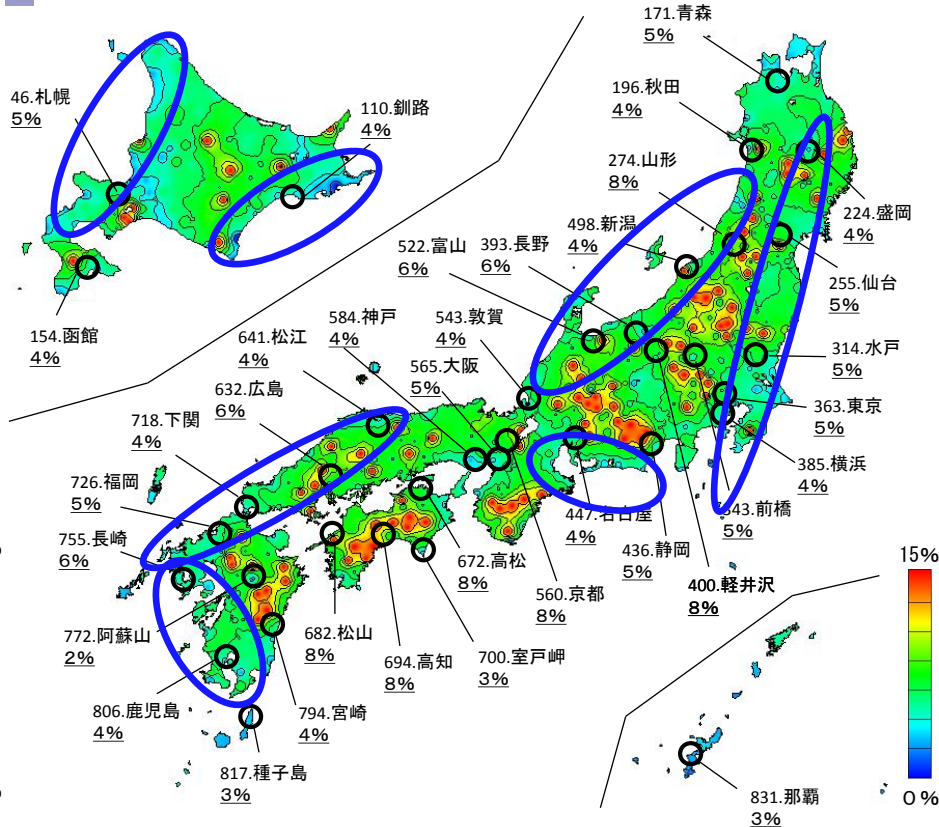 171.青森
5%
46.札幌
5%
110.釧路
4%
196.秋田
4%
274.山形
8%
498.新潟
4%
522.富山
6%
393.長野
6%
224.盛岡
4%
255.仙台
5%
154.函館
4%
641.松江
4%
584.神戸
4%
543.敦賀
4%
565.大阪
5%
314.水戸
5%
632.広島
6%
363.東京
5%
718.下関
4%
385.横浜
4%
726.福岡
5%
343.前橋
5%
447.名古屋
4%
436.静岡
5%
755.長崎
6%
672.高松
8%
400.軽井沢
8%
560.京都
8%
772.阿蘇山
2%
682.松山
8%
694.高知
8%
700.室戸岬
3%
806.鹿児島
4%
794.宮崎
4%
817.種子島
3%
831.那覇
3%
15%
0%